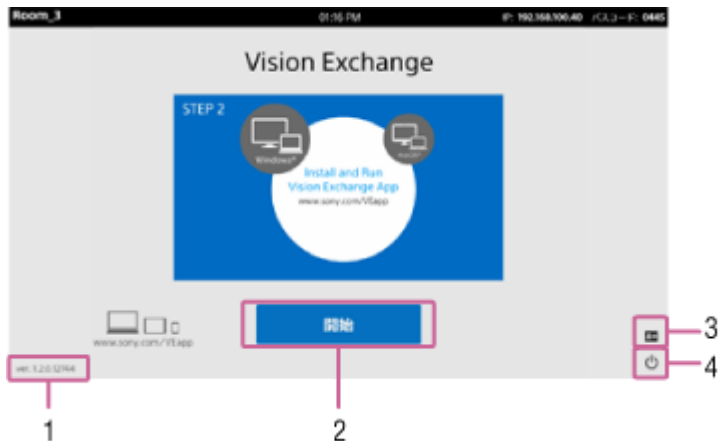 Room_3
01:16 PM
IP: 192.168.100.40 パスコード: 0445
Vision Exchange
STEP 2
Windows®
Install and Run
Vision Exchange App
www.sony.com/VEapp
開始
www.sony.com/VEapp
3
4
1
2